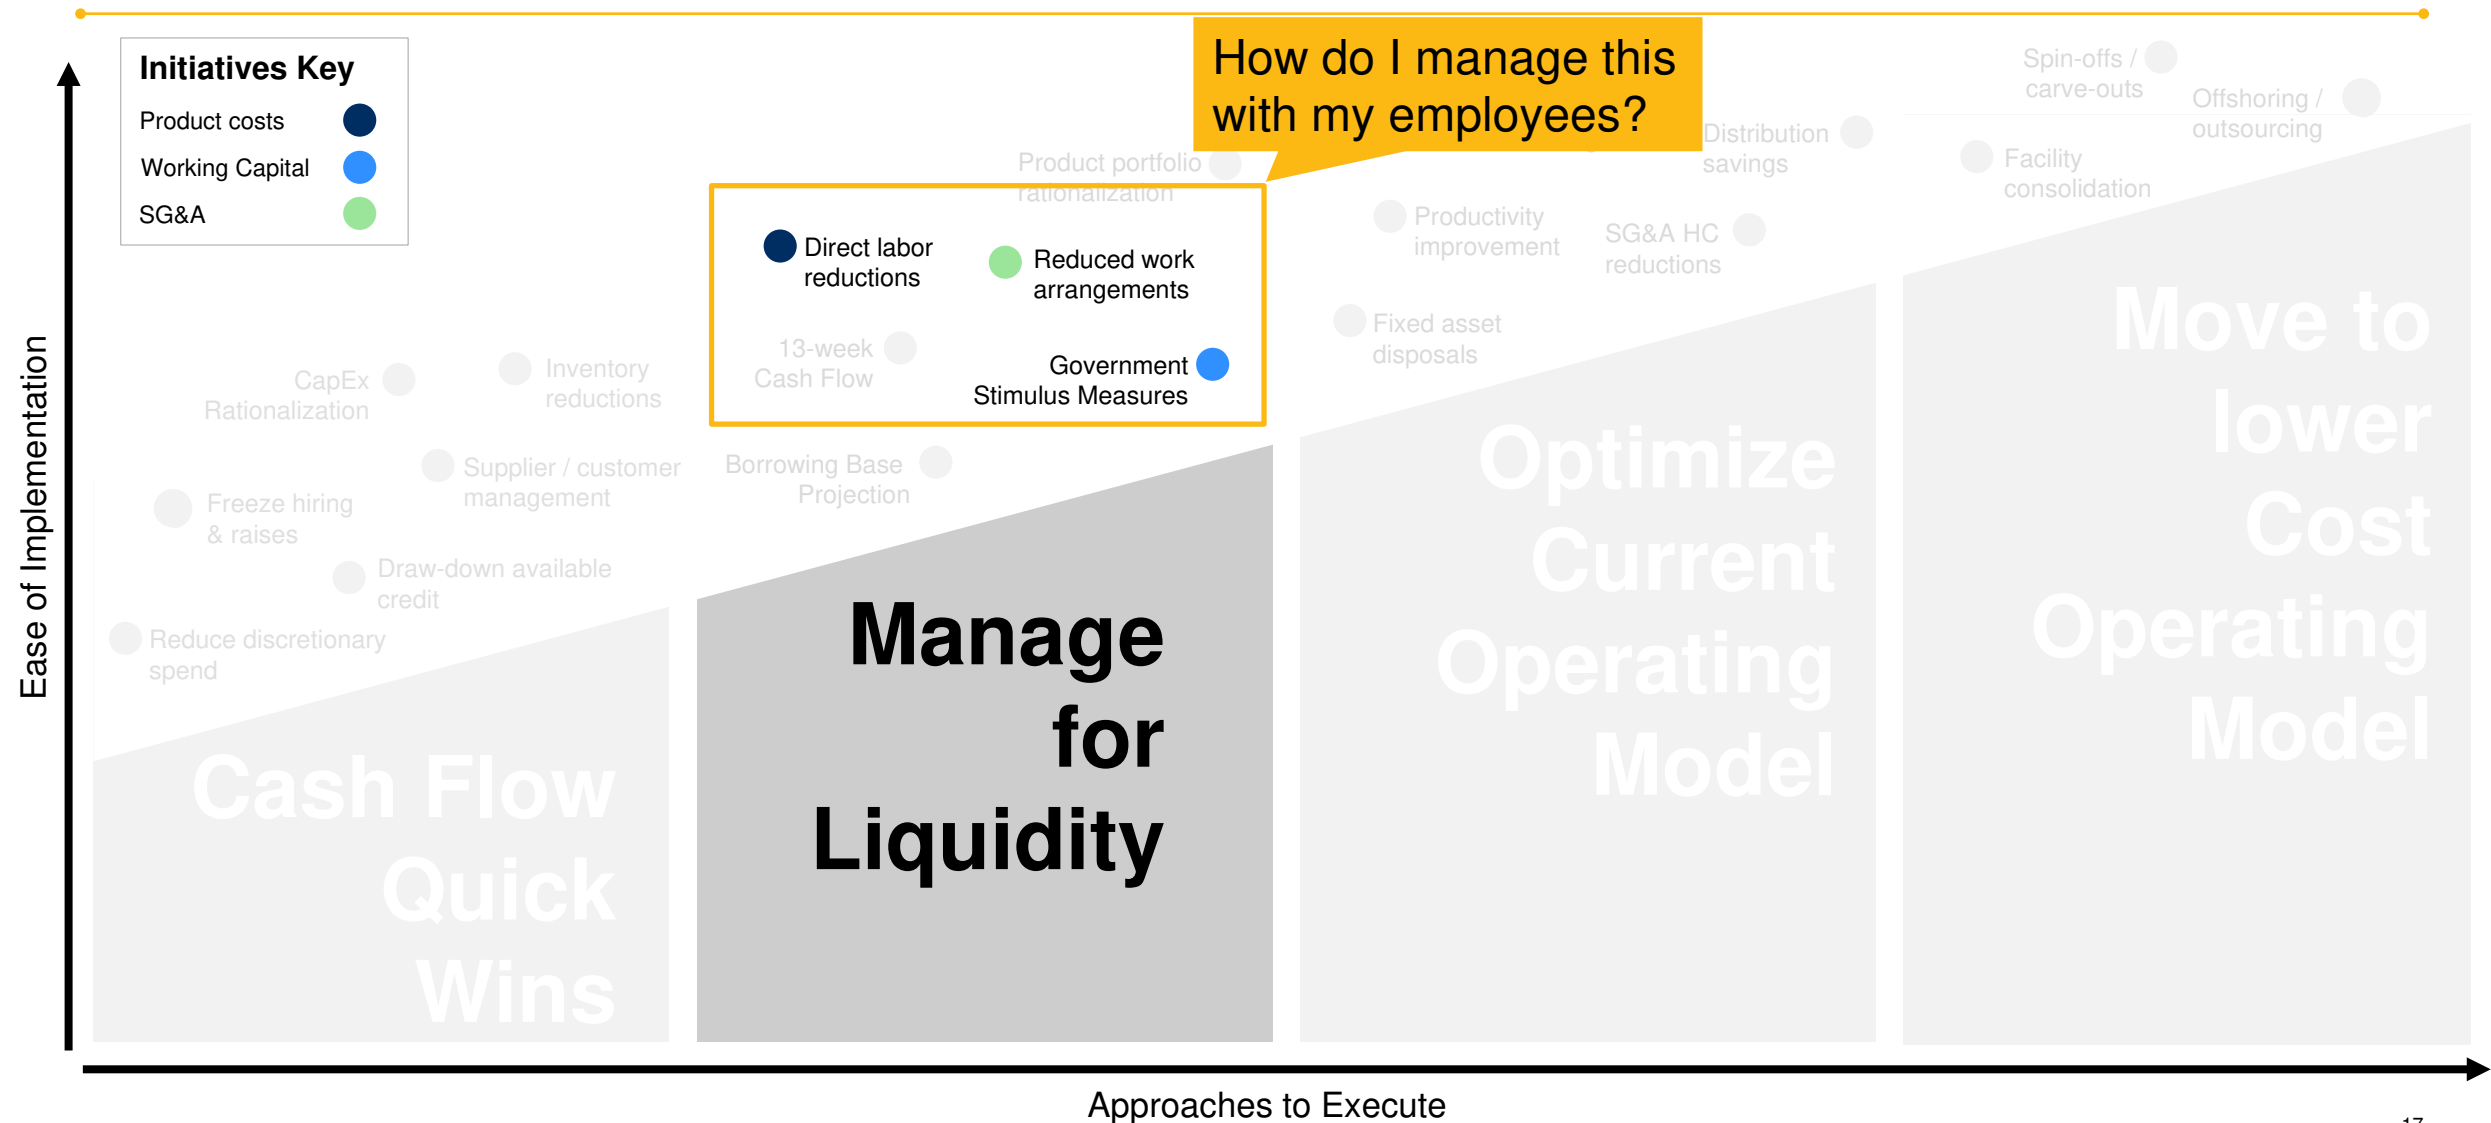 How do I manage this
with my employees?
Initiatives Key
Product costs
Working Capital
SG&A
Ease of Implementation
Reduce discretionary
spend
Freeze hiring
& raises
Draw-down available
credit
CapEx
Rationalization
Supplier / customer
management
Inventory
reductions
Cash Flow
Quick
Wins
Product portfolio
rationalization
Direct labor
reductions
Reduced work
arrangements
13-week
Cash Flow
Government
Stimulus Measures
Borrowing Base
Projection
Manage
for
Liquidity
Distribution
savings
Productivity
improvement
SG&A HC
reductions
Fixed asset
disposals
Optimize
Current
Operating
Model
Spin-offs /
carve-outs
Offshoring /
outsourcing
Facility
consolidation
Move to
lower
Cost
Operating
Model
Approaches to Execute
17